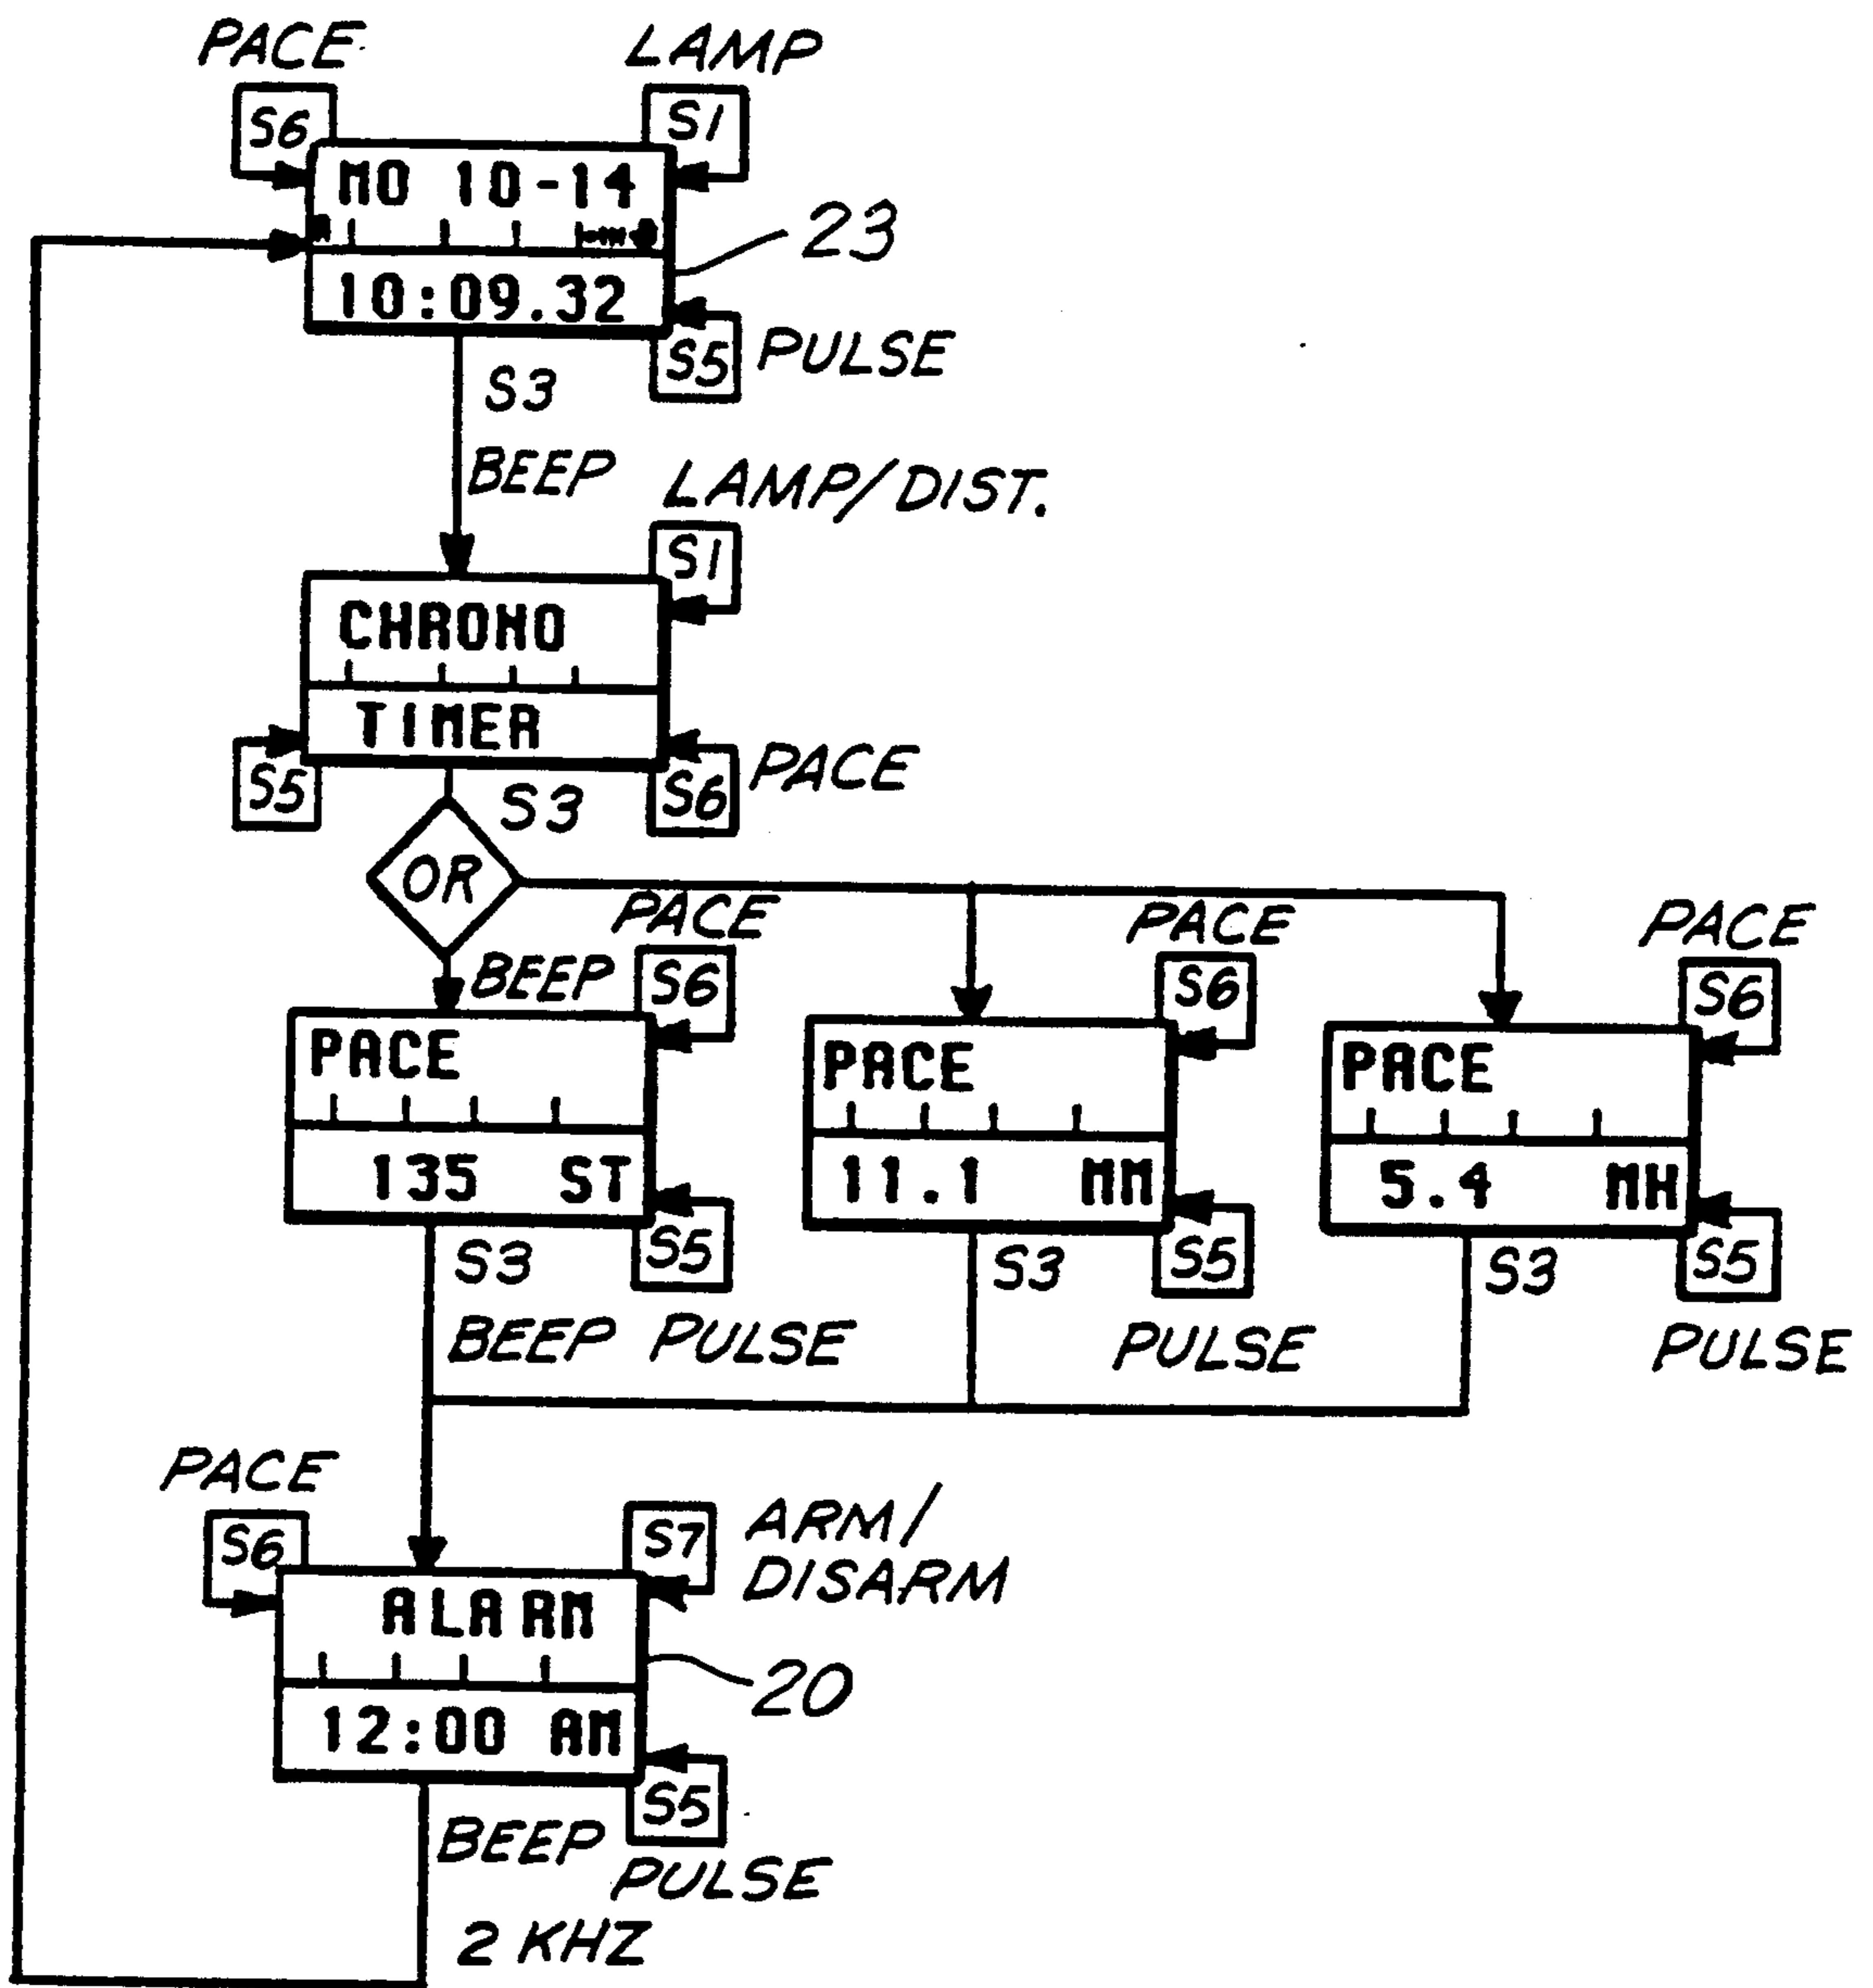 PACE
LAMP
S6
S1
MO 10-14
23
10:09.32
S5
PULSE
S3
BEEP
LAMP/DIST.
S1
CHRONO
TIMER
S5
S3
S6
PACE
OR
PACE
PACE
PACE
BEEP
S6
S6
S6
PACE
PACE
PACE
135 ST
11.1 MM
5.4 MH
S3
S5
S3
S5
S3
S5
BEEP
PULSE
PULSE
PULSE
PACE
S6
S7
ARM/
DISARM
ALARM
20
12:00 AM
S5
BEEP
PULSE
2 KHZ